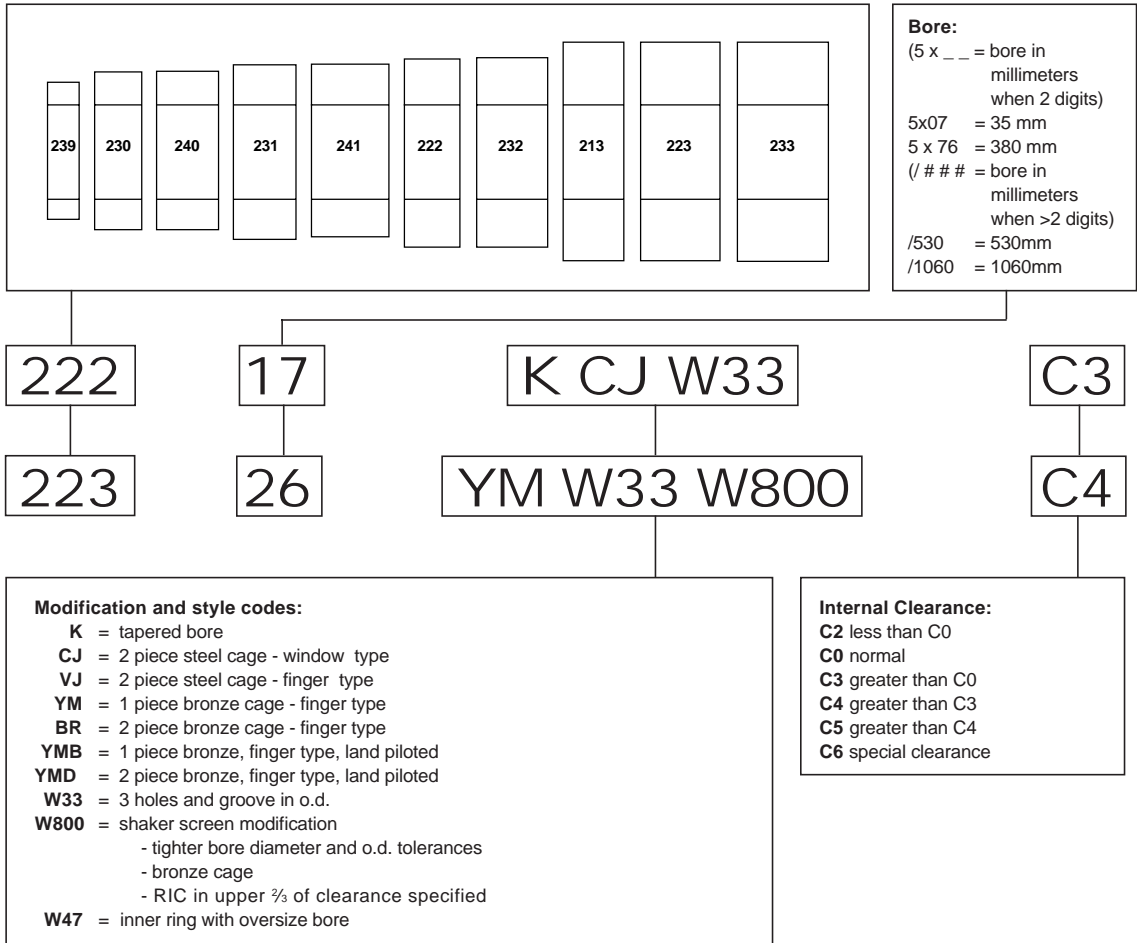 239 230 240 231 241 222 232 213 223 233
Bore:
(5 x _ _ = bore in
millimeters
when 2 digits)
5x07 = 35 mm
5 x 76 = 380 mm
(/ # # # = bore in
millimeters
when >2 digits)
/530 = 530mm
/1060 = 1060mm
222 17 K CJ W33 C3
223 26 YM W33 W800 C4
Modification and style codes:
K = tapered bore
CJ = 2 piece steel cage - window type
VJ = 2 piece steel cage - finger type
YM = 1 piece bronze cage - finger type
BR = 2 piece bronze cage - finger type
YMB = 1 piece bronze, finger type, land piloted
YMD = 2 piece bronze, finger type, land piloted
W33 = 3 holes and groove in o.d.
W800 = shaker screen modification
- tighter bore diameter and o.d. tolerances
- bronze cage
- RIC in upper ⅔ of clearance specified
W47 = inner ring with oversize bore
Internal Clearance:
C2 less than C0
C0 normal
C3 greater than C0
C4 greater than C3
C5 greater than C4
C6 special clearance